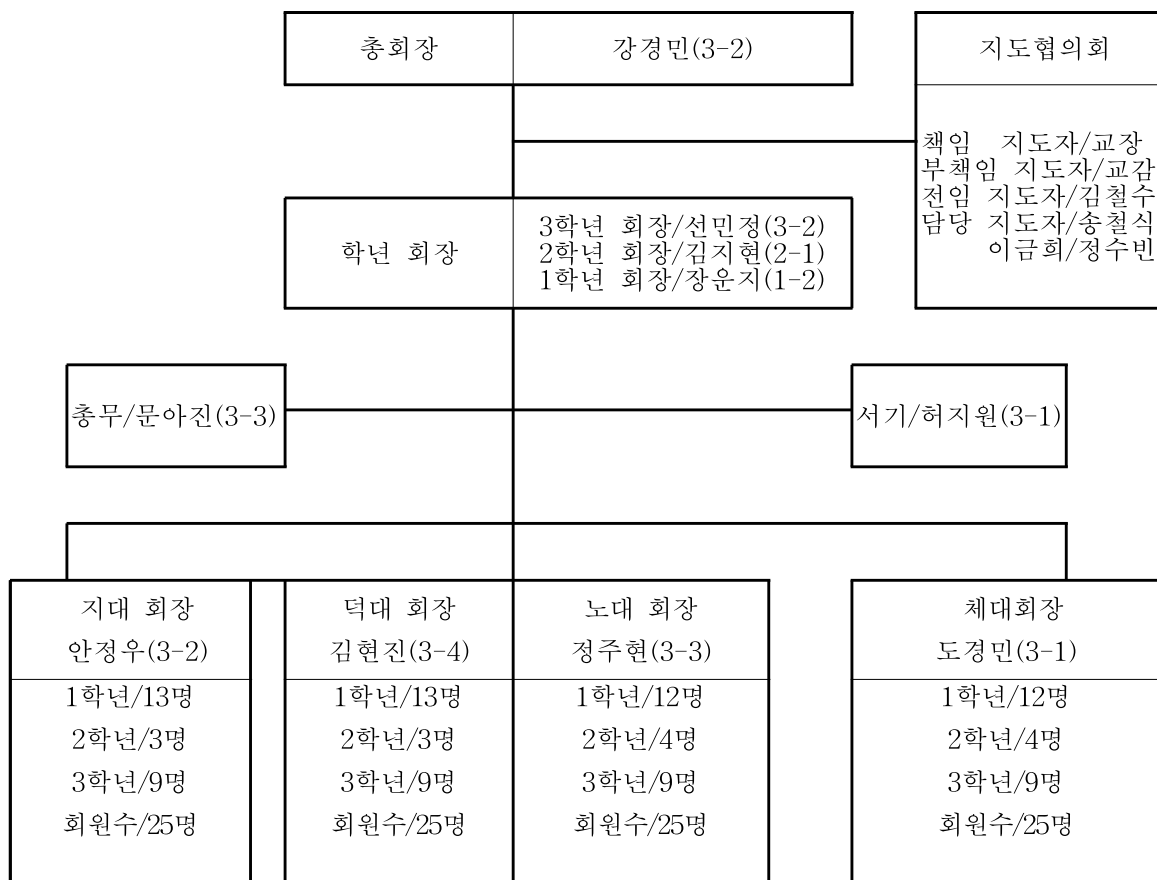 총회장
강경민(3-2)
지도협의회
책임 지도자/교장
부책임 지도자/교감
전임 지도자/김철수
담당 지도자/송철식
이금희/정수빈
학년 회장
3학년 회장/선민정(3-2)
2학년 회장/김지현(2-1)
1학년 회장/장운지(1-2)
총무/문아진(3-3)
서기/허지원(3-1)
지대 회장
안정우(3-2)
1학년/13명
2학년/3명
3학년/9명
회원수/25명
덕대 회장
김현진(3-4)
1학년/13명
2학년/3명
3학년/9명
회원수/25명
노대 회장
정주현(3-3)
1학년/12명
2학년/4명
3학년/9명
회원수/25명
체대회장
도경민(3-1)
1학년/12명
2학년/4명
3학년/9명
회원수/25명